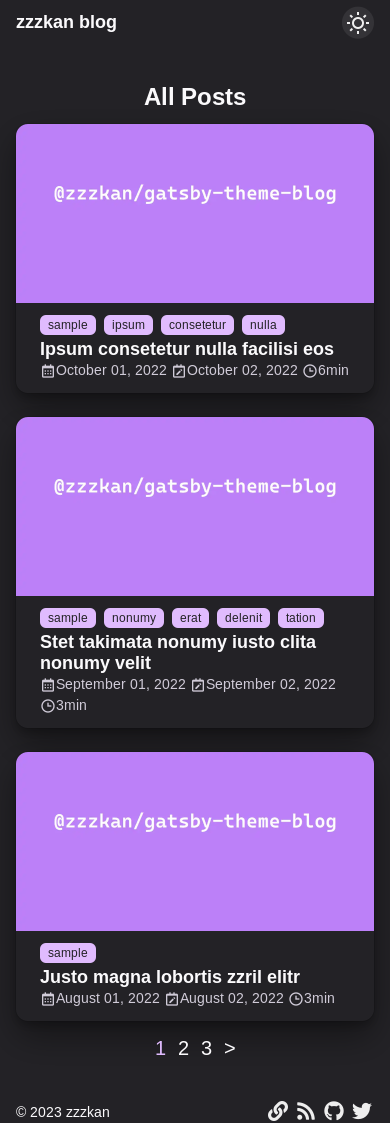 zzzkan blog
All Posts
@zzzkan/gatsby-theme-blog
sample ipsum consetetur nulla
Ipsum consetetur nulla facilisi eos
October 01, 2022 October 02, 2022 6min
@zzzkan/gatsby-theme-blog
sample nonumy erat delenit tation
Stet takimata nonumy iusto clita
nonumy velit
September 01, 2022 September 02, 2022
3min
@zzzkan/gatsby-theme-blog
sample
Justo magna lobortis zzril elitr
August 01, 2022 August 02, 2022 3min
1 2 3 >
© 2023 zzzkan